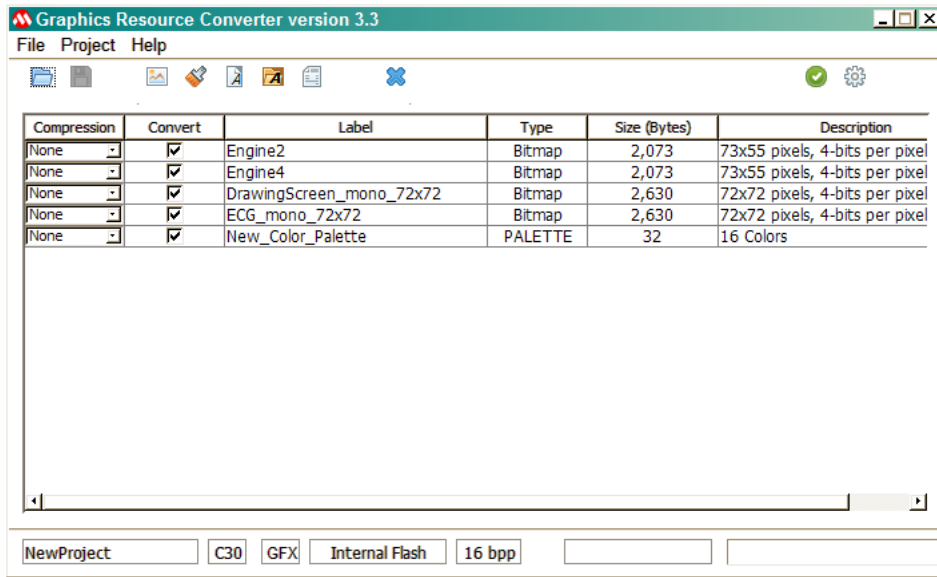 Graphics Resource Converter version 3.3
File Project Help
Compression Convert Label Type Size (Bytes) Description
None Engine2 Bitmap 2,073 73x55 pixels, 4-bits per pixel
None Engine4 Bitmap 2,073 73x55 pixels, 4-bits per pixel
None DrawingScreen_mono_72x72 Bitmap 2,630 72x72 pixels, 4-bits per pixel
None ECG_mono_72x72 Bitmap 2,630 72x72 pixels, 4-bits per pixel
None New_Color_Palette PALETTE 32 16 Colors
NewProject C30 GFX Internal Flash 16 bpp